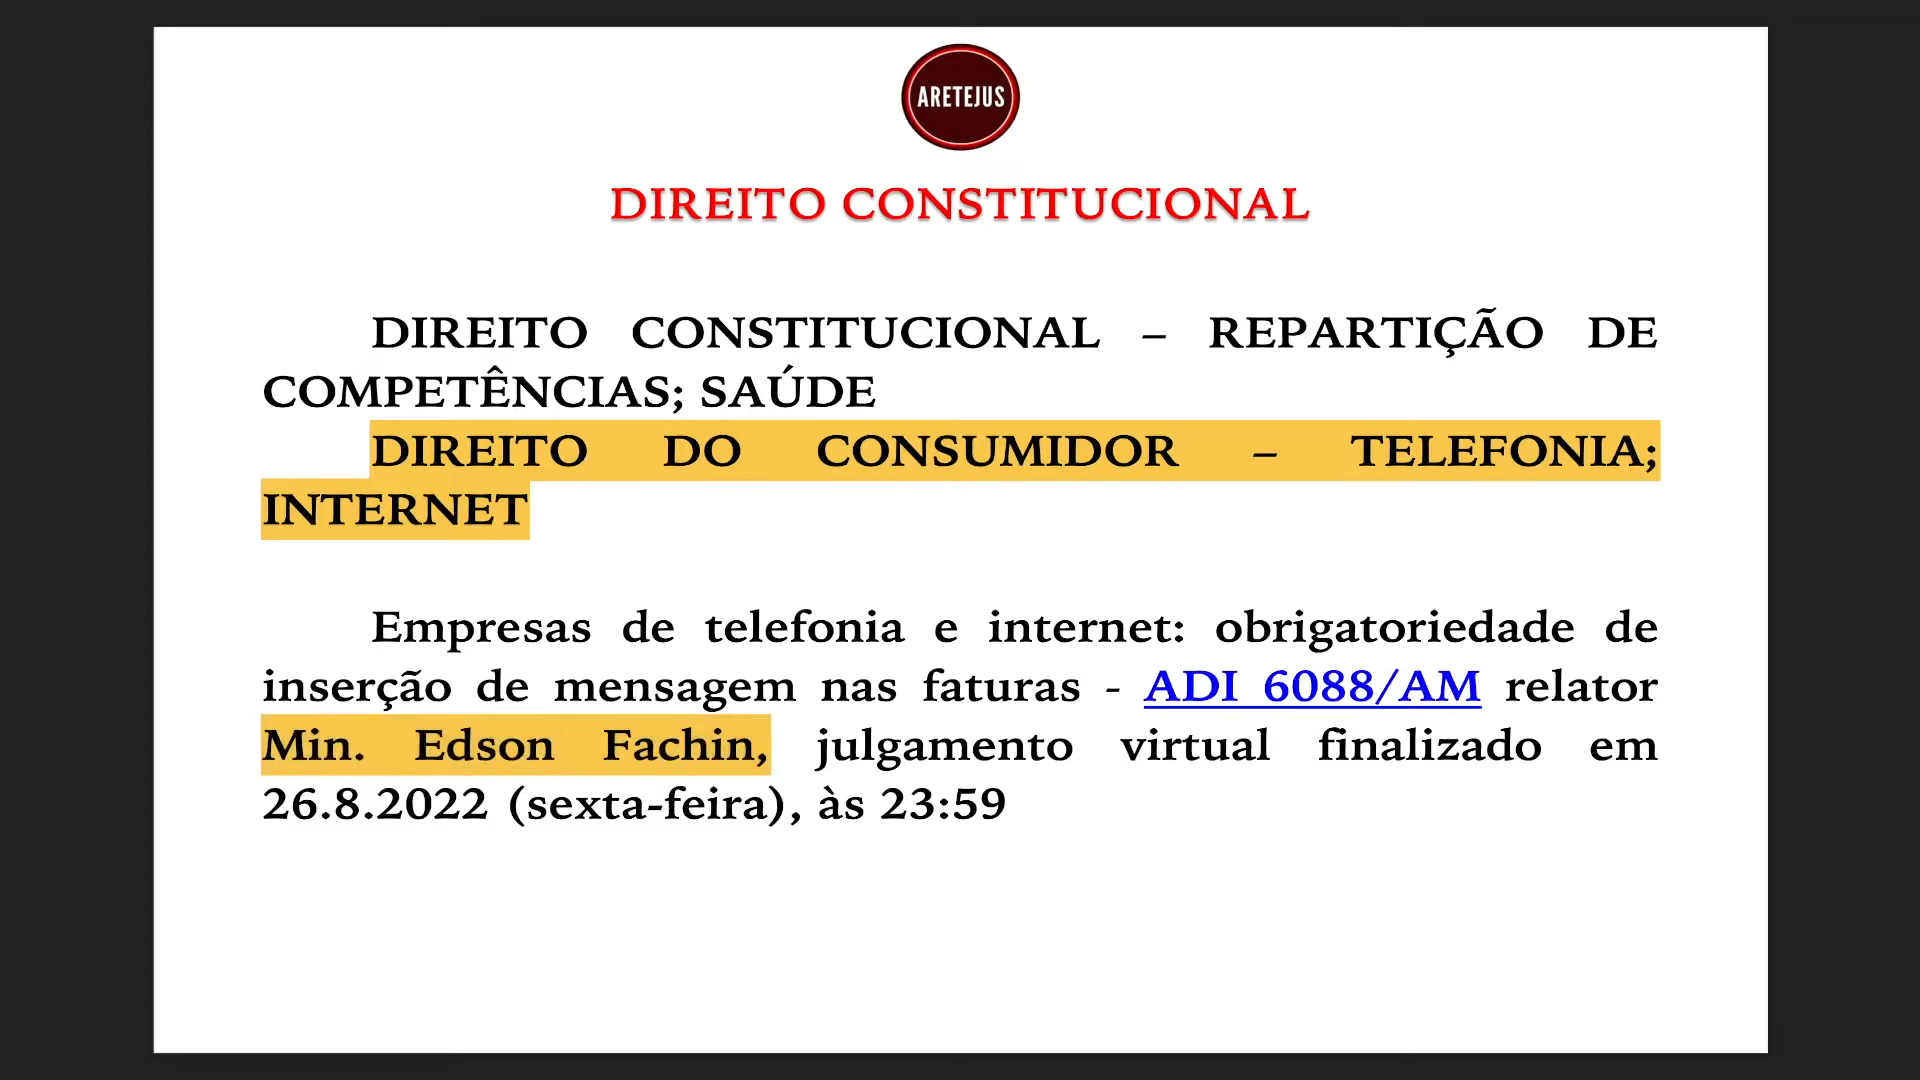 ARETEJUS
DIREITO CONSTITUCIONAL
DIREITO CONSTITUCIONAL – REPARTIÇÃO DE
COMPETÊNCIAS; SAÚDE
DIREITO DO CONSUMIDOR – TELEFONIA;
INTERNET
Empresas de telefonia e internet: obrigatoriedade de
inserção de mensagem nas faturas - ADI 6088/AM relator
Min. Edson Fachin, julgamento virtual finalizado em
26.8.2022 (sexta-feira), às 23:59